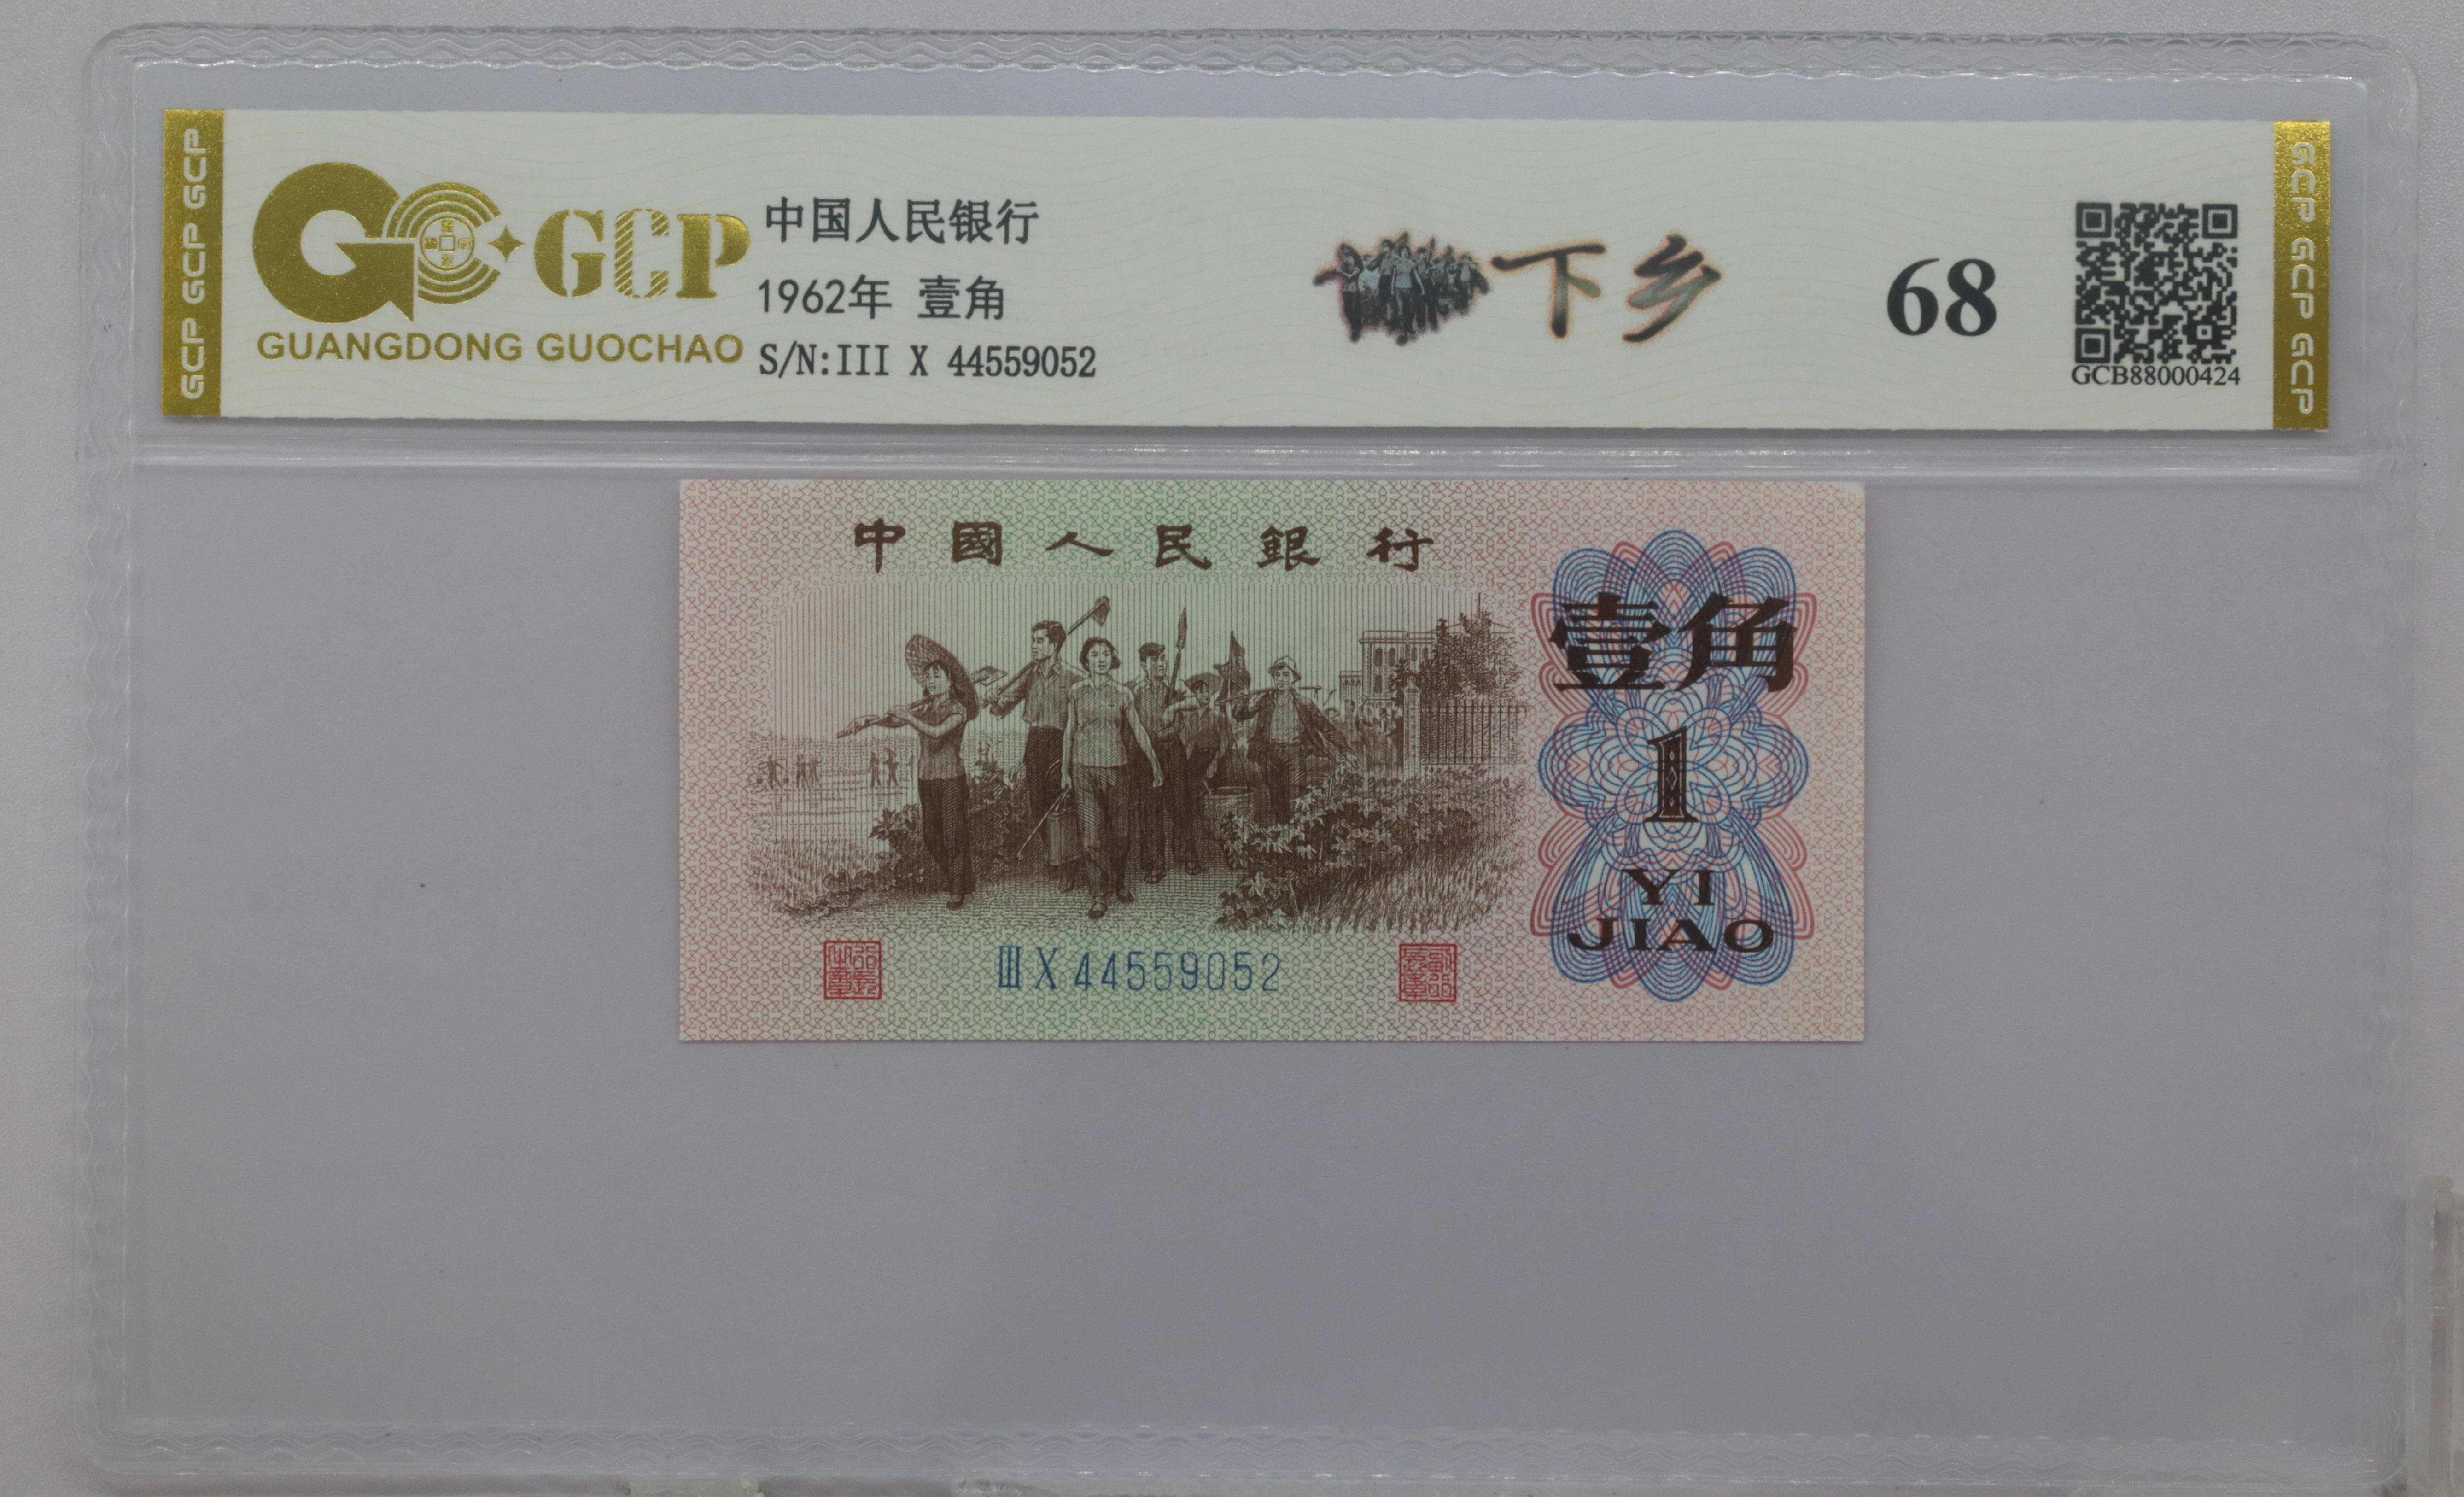 GCP GCP GCP
GCP
GUANGDONG GUOCHAO
中国人民银行
1962年 壹角
S/N:III X 44559052
下乡
68
GCB88000424
GCP GCP GCP
中國人民銀行
壹角
1
YI
JIAO
III X 44559052